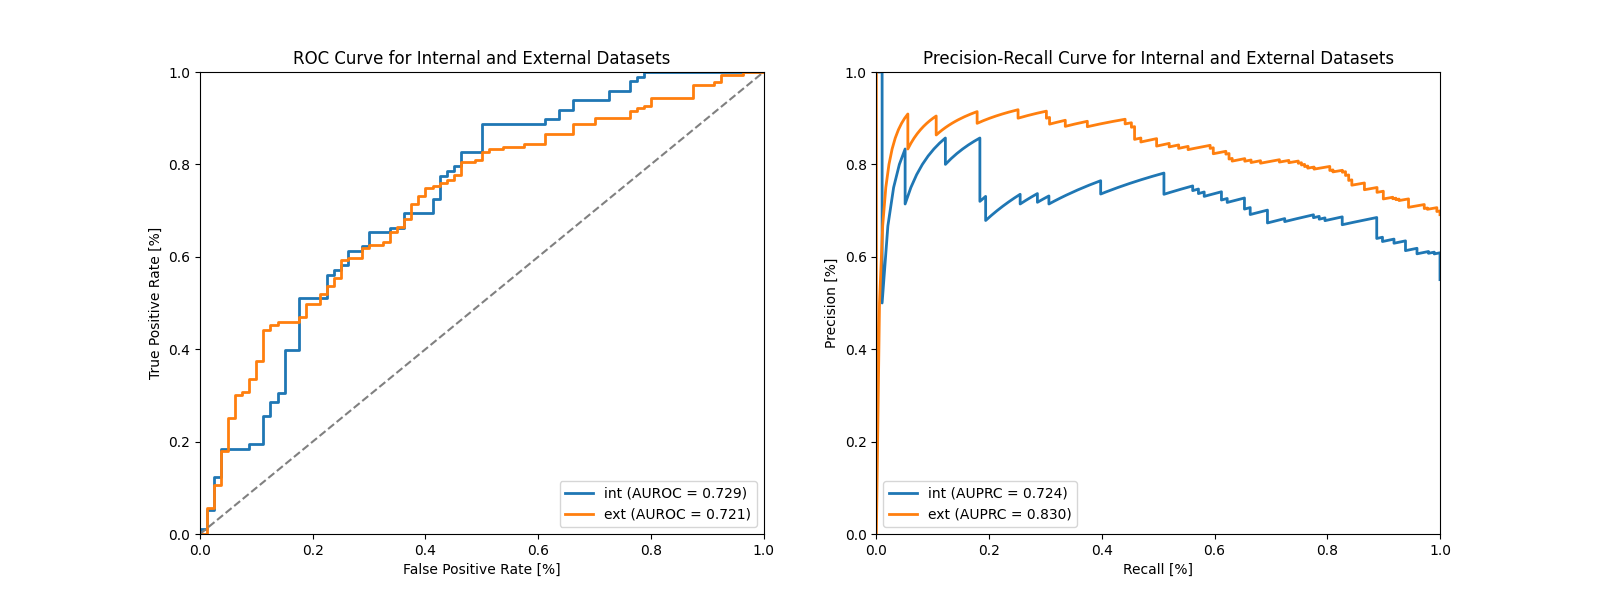 ROC Curve for Internal and External Datasets
True Positive Rate [%]
1.0
0.8
0.6
0.4
0.2
0.0
int (AUROC = 0.729)
ext (AUROC = 0.721)
0.0 0.2 0.4 0.6 0.8 1.0
False Positive Rate [%]
Precision-Recall Curve for Internal and External Datasets
Precision [%]
1.0
0.8
0.6
0.4
0.2
0.0
int (AUPRC = 0.724)
ext (AUPRC = 0.830)
0.0 0.2 0.4 0.6 0.8 1.0
Recall [%]